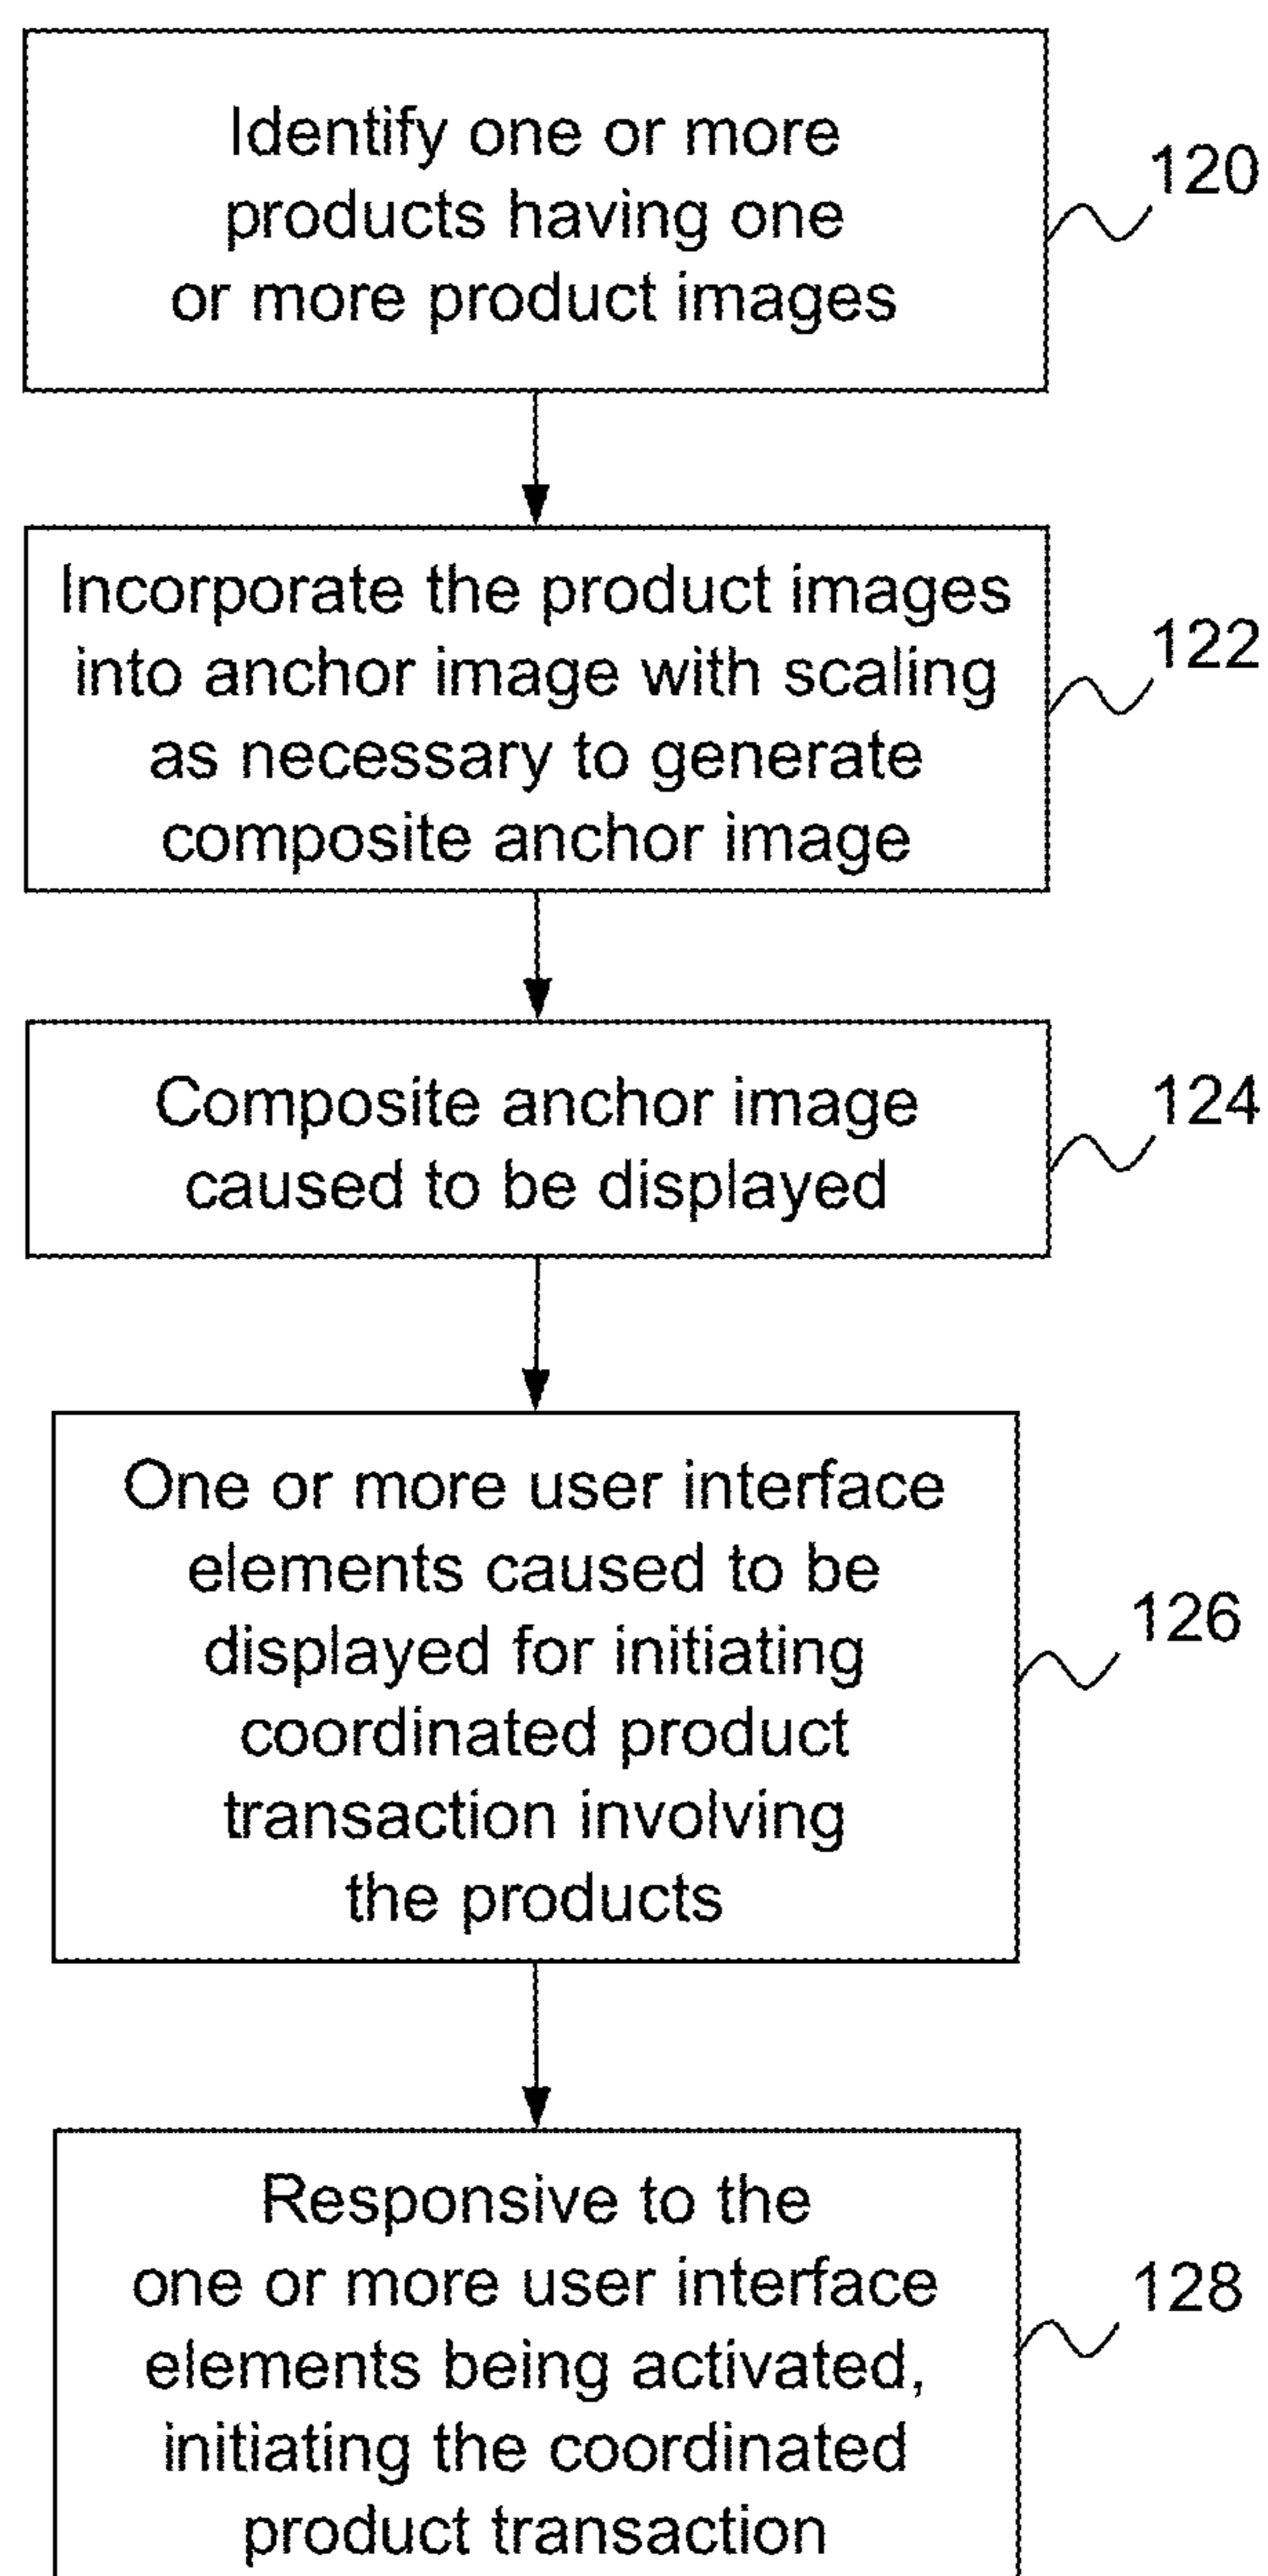 Identify one or more
products having one
or more product images
120
Incorporate the product images
into anchor image with scaling
as necessary to generate
composite anchor image
122
Composite anchor image
caused to be displayed
124
One or more user interface
elements caused to be
displayed for initiating
coordinated product
transaction involving
the products
126
Responsive to the
one or more user interface
elements being activated,
initiating the coordinated
product transaction
128